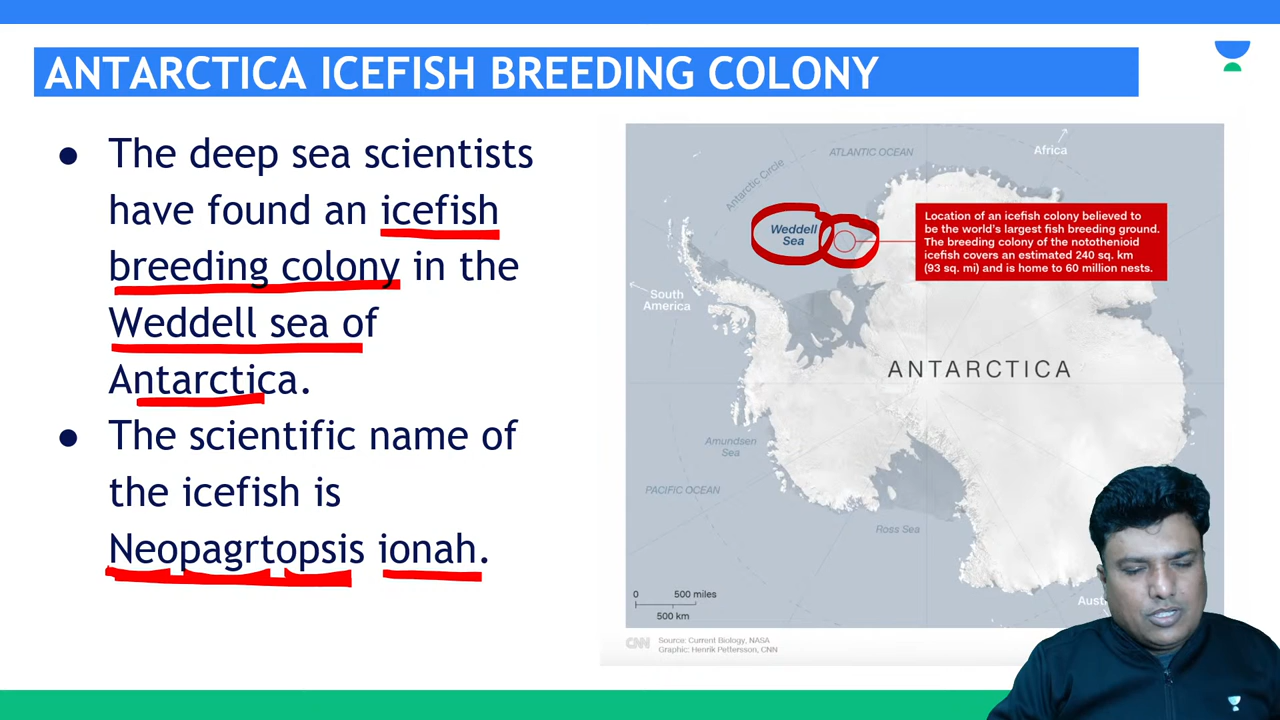 ANTARCTICA ICEFISH BREEDING COLONY
● The deep sea scientists
have found an icefish
breeding colony in the
Weddell sea of
Antarctica.
● The scientific name of
the icefish is
Neopagrtopsis ionah.
ATLANTIC OCEAN
Africa
Antarctic Circle
Weddell
Sea
Location of an icefish colony believed to
be the world's largest fish breeding ground.
The breeding colony of the notothenioid
icefish covers an estimated 240 sq. km
(93 sq. mi) and is home to 60 million nests.
South
America
ANTARCTICA
Amundsen
Sea
PACIFIC OCEAN
Ross Sea
0 500 miles
500 km
CNN
Source: Current Biology, NASA
Graphic: Henrik Pettersson, CNN